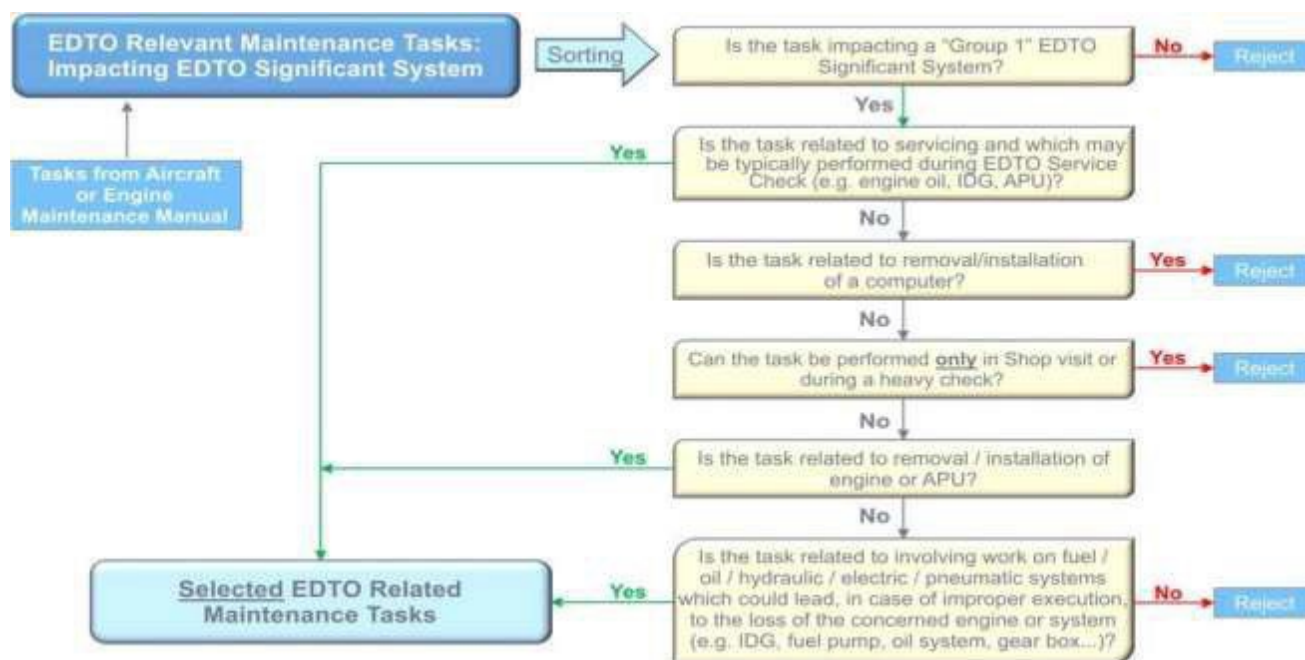 EDTO Relevant Maintenance Tasks:
Impacting EDTO Significant System
Sorting
Is the task impacting a "Group 1" EDTO
Significant System?
No
Reject
Yes
Tasks from Aircraft
or Engine
Maintenance Manual
Yes
Is the task related to servicing and which may
be typically performed during EDTO Service
Check (e.g. engine oil, IDG, APU)?
No
Is the task related to removal/installation
of a computer?
Yes
Reject
No
Can the task be performed only in Shop visit or
during a heavy check?
Yes
Reject
No
Yes
Is the task related to removal / installation of
engine or APU?
No
Selected EDTO Related
Maintenance Tasks
Yes
Is the task related to involving work on fuel /
oil / hydraulic / electric / pneumatic systems
which could lead, in case of improper execution,
to the loss of the concerned engine or system
(e.g. IDG, fuel pump, oil system, gear box...)?
No
Reject